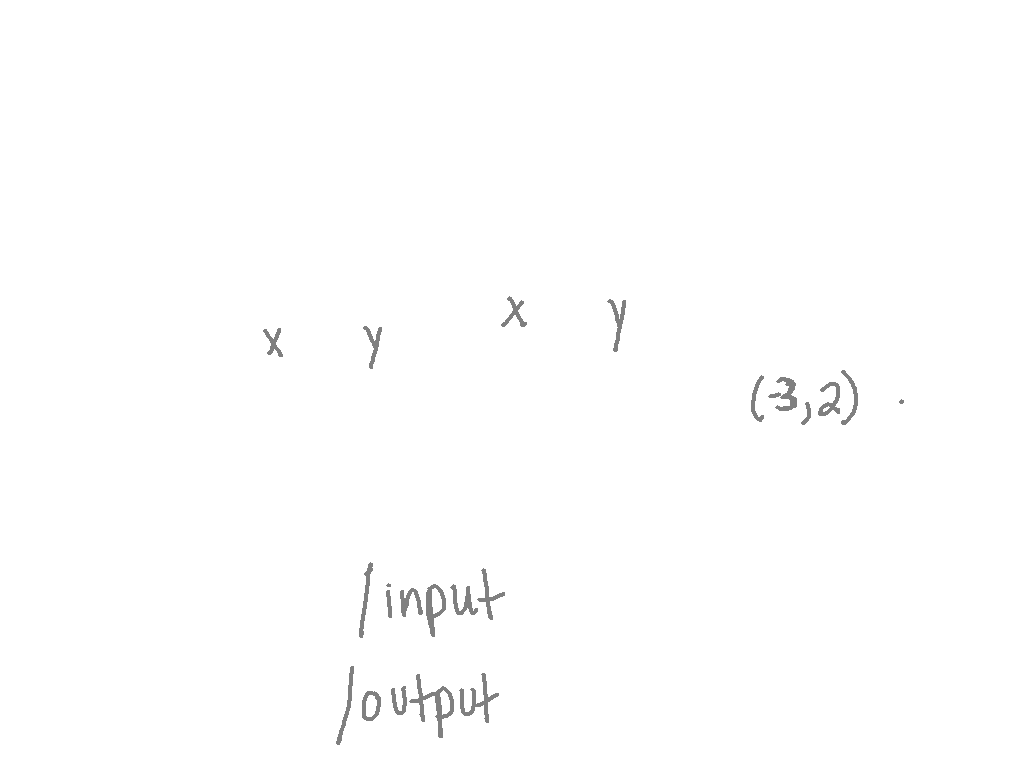 x y x y
(-3,2) .
/input
/output